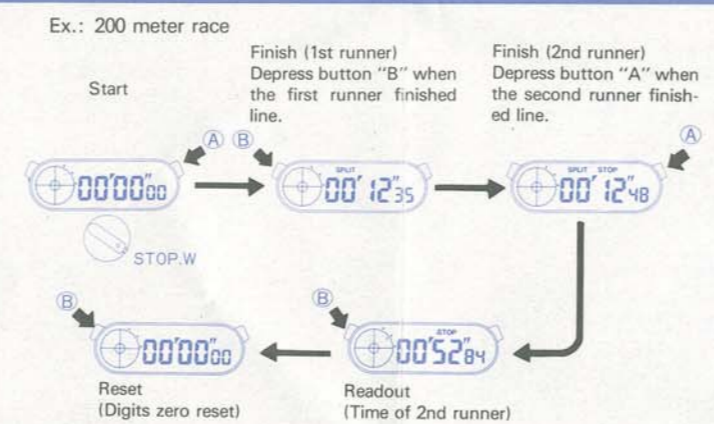 Ex.: 200 meter race
Start
Finish (1st runner)
Depress button "B" when
the first runner finished
line.
Finish (2nd runner)
Depress button "A" when
the second runner finish-
ed line.
A
B
A
00'00"00
SPLIT
00'12"35
SPLIT STOP
00'12"48
STOP.W
B
B
00'00"00
STOP
00'52"84
Reset
(Digits zero reset)
Readout
(Time of 2nd runner)